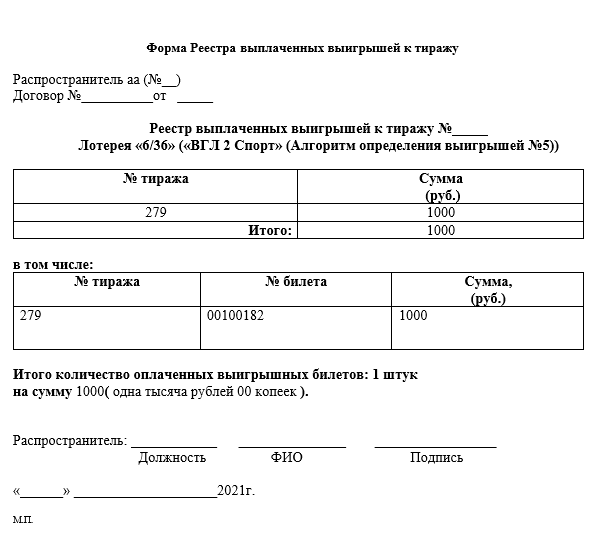 Форма Реестра выплаченных выигрышей к тиражу
Распространитель аа (№__)
Договор №__________от _____
Реестр выплаченных выигрышей к тиражу №_____
Лотерея «6/36» («ВГЛ 2 Спорт» (Алгоритм определения выигрышей №5))
№ тиража Сумма
(руб.)
279 1000
Итого: 1000
в том числе:
№ тиража № билета Сумма,
(руб.)
279 00100182 1000
Итого количество оплаченных выигрышных билетов: 1 штук
на сумму 1000( одна тысяча рублей 00 копеек ).
Распространитель: ____________ _______________ _________________
Должность ФИО Подпись
«______» ____________________2021г.
М.П.